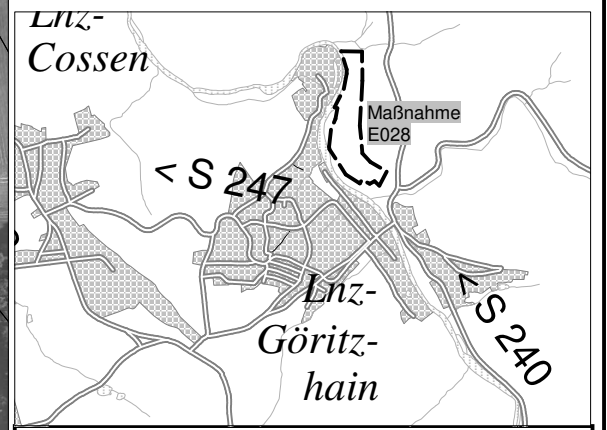 Lnz-
Cossen
Maßnahme
E028
< S 247
Lnz-
Göritz-
hain
< S 240